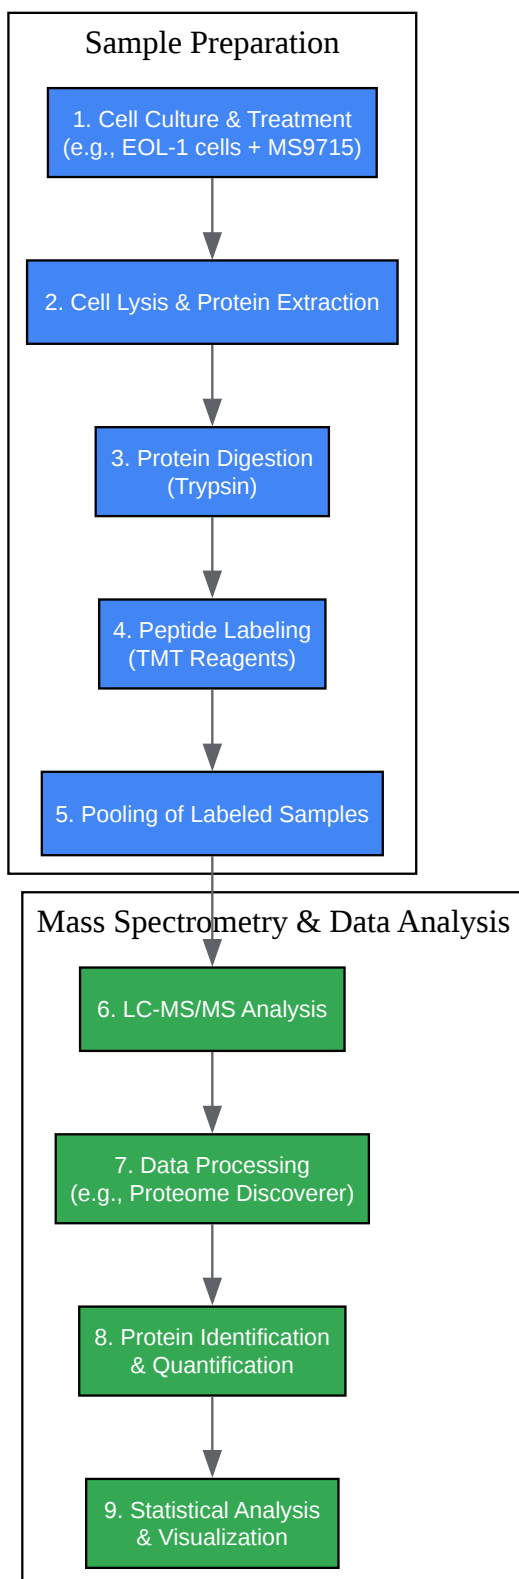 Sample Preparation
1. Cell Culture & Treatment
(e.g., EOL-1 cells + MS9715)
2. Cell Lysis & Protein Extraction
3. Protein Digestion
(Trypsin)
4. Peptide Labeling
(TMT Reagents)
5. Pooling of Labeled Samples
Mass Spectrometry & Data Analysis
6. LC-MS/MS Analysis
7. Data Processing
(e.g., Proteome Discoverer)
8. Protein Identification
& Quantification
9. Statistical Analysis
& Visualization